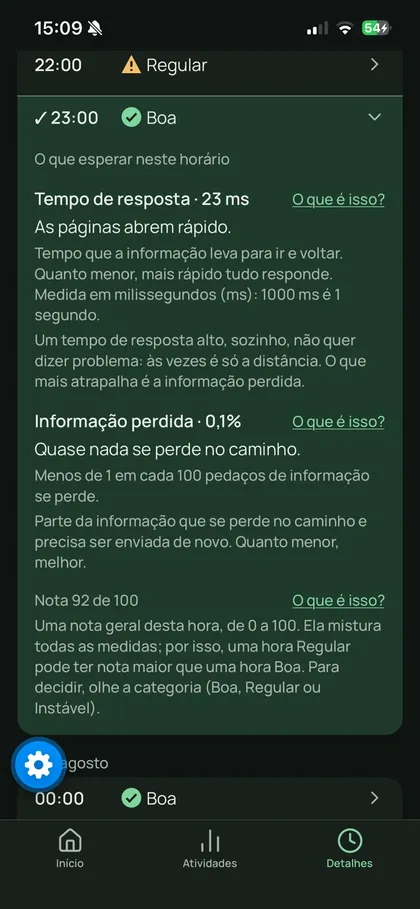 15:09
54
22:00 Regular
✓23:00 Boa
O que esperar neste horário
Tempo de resposta · 23 ms O que é isso?
As páginas abrem rápido.
Tempo que a informação leva para ir e voltar.
Quanto menor, mais rápido tudo responde.
Medida em milissegundos (ms): 1000 ms é 1
segundo.
Um tempo de resposta alto, sozinho, não quer
dizer problema: às vezes é só a distância. O que
mais atrapalha é a informação perdida.
Informação perdida · 0,1% O que é isso?
Quase nada se perde no caminho.
Menos de 1 em cada 100 pedaços de informação
se perde.
Parte da informação que se perde no caminho e
precisa ser enviada de novo. Quanto menor,
melhor.
Nota 92 de 100 O que é isso?
Uma nota geral desta hora, de 0 a 100. Ela mistura
todas as medidas; por isso, uma hora Regular
pode ter nota maior que uma hora Boa. Para
decidir, olhe a categoria (Boa, Regular ou
Instável).
agosto
00:00 Boa
Início Atividades Detalhes